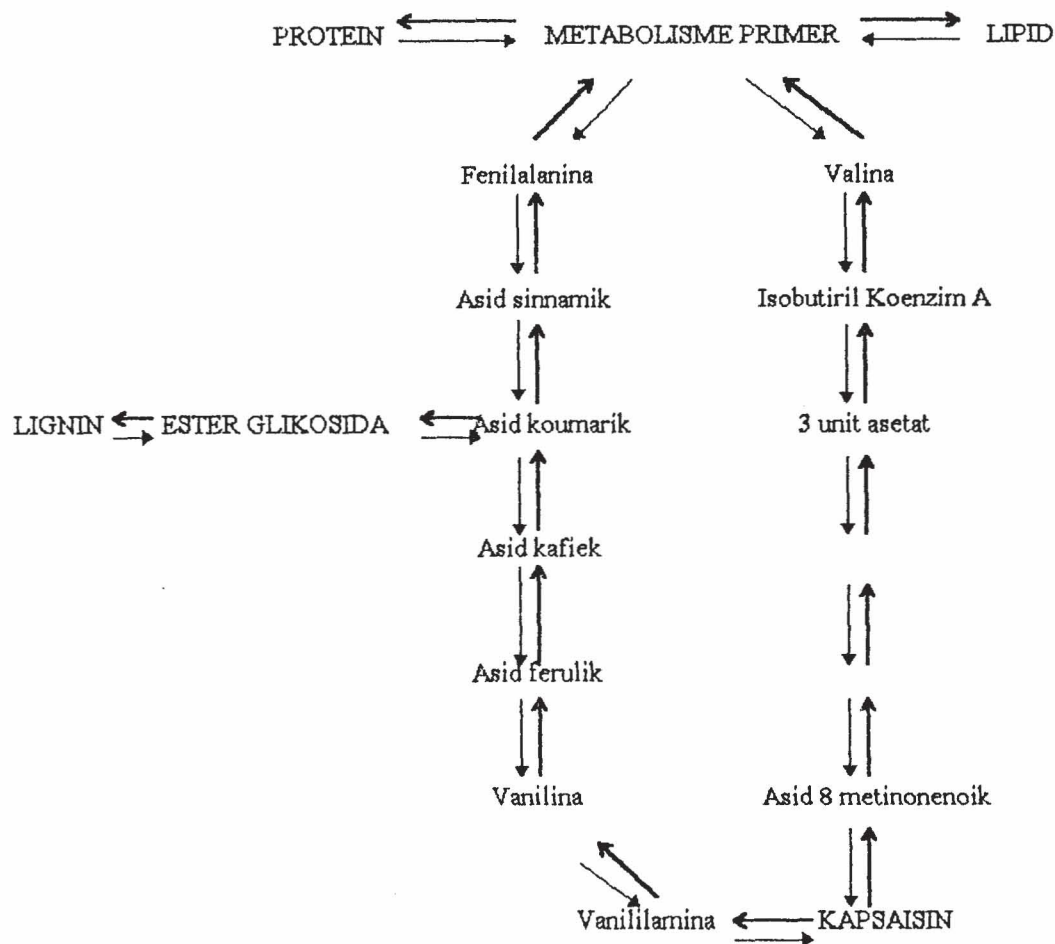 PROTEIN METABOLISME PRIMER LIPID
Fenilalanina Valina
Asid sinnamik Isobutiril Koenzim A
LIGNIN ESTER GLIKOSIDA Asid koumarik 3 unit asetat
Asid kafiek
Asid ferulik
Vanilina Asid 8 metinonenoik
Vanililamina KAPSAISIN